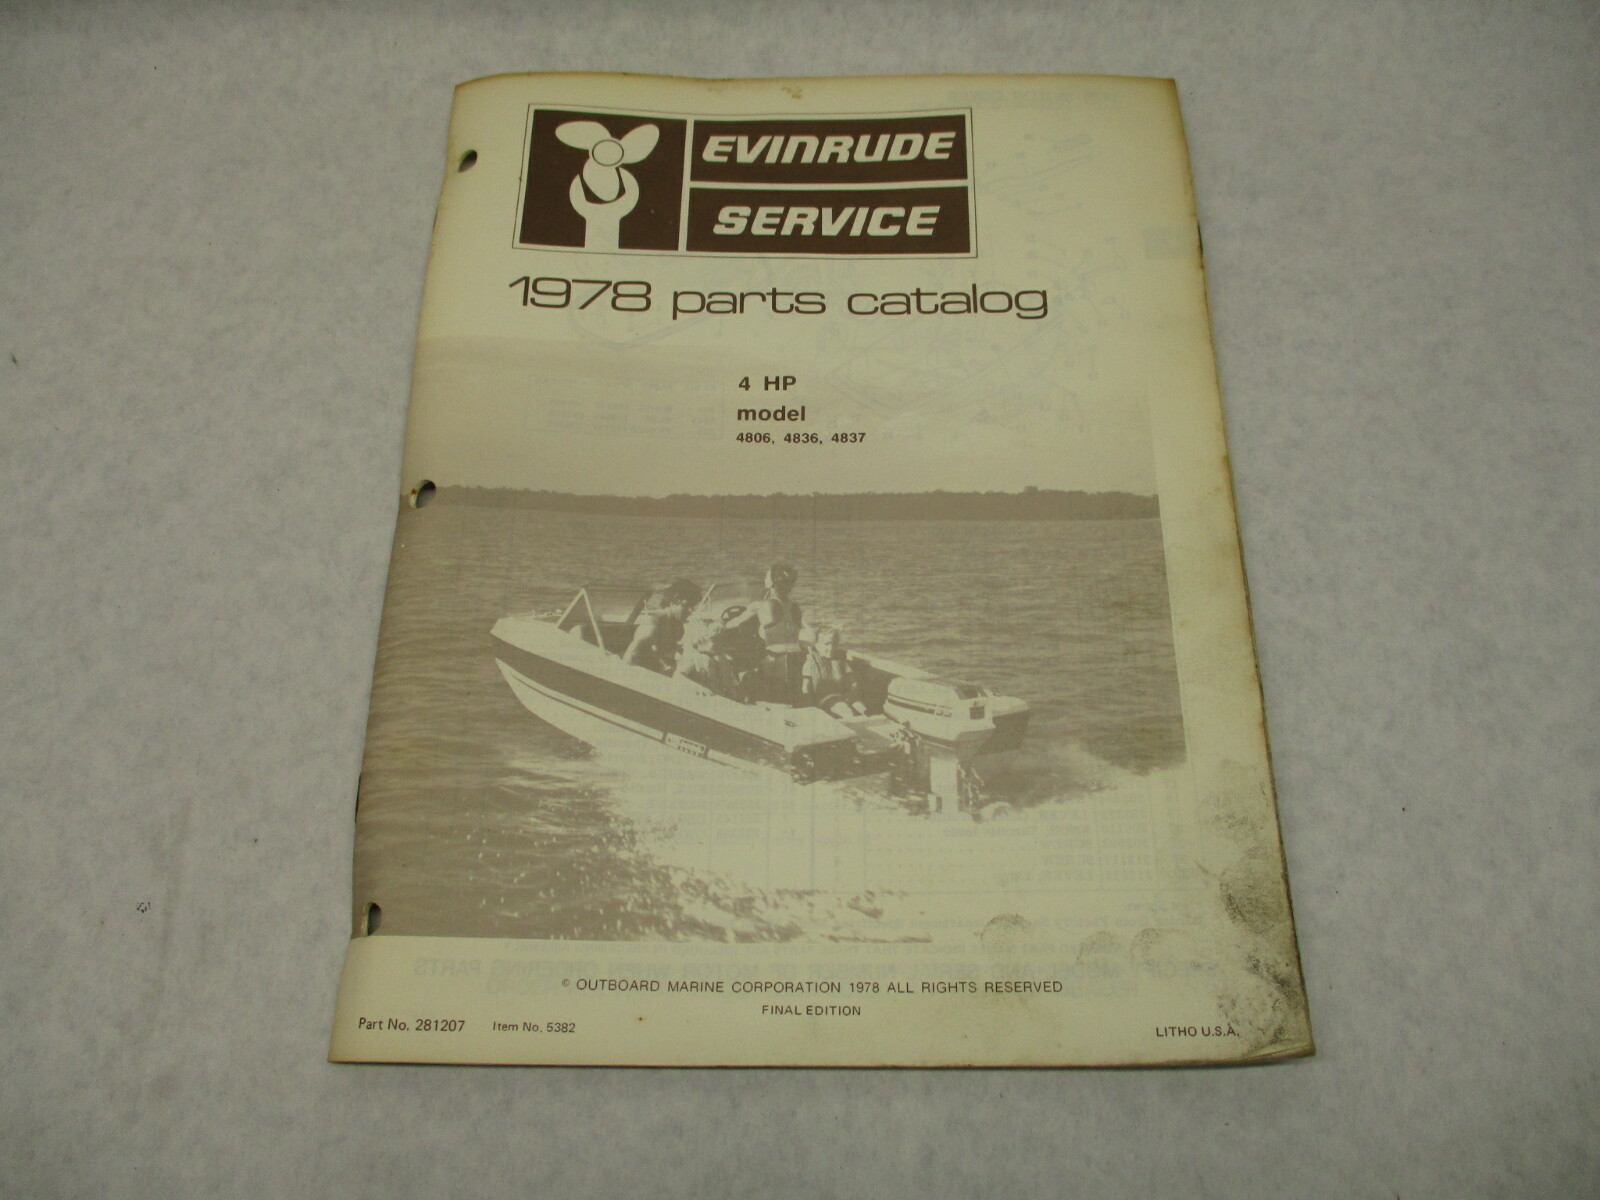 EVINRUDE
SERVICE
1978 parts catalog
4 HP
model
4806, 4836, 4837
© OUTBOARD MARINE CORPORATION 1978 ALL RIGHTS RESERVED
FINAL EDITION
Part No. 281207 Item No. 5382
LITHO U.S.A.